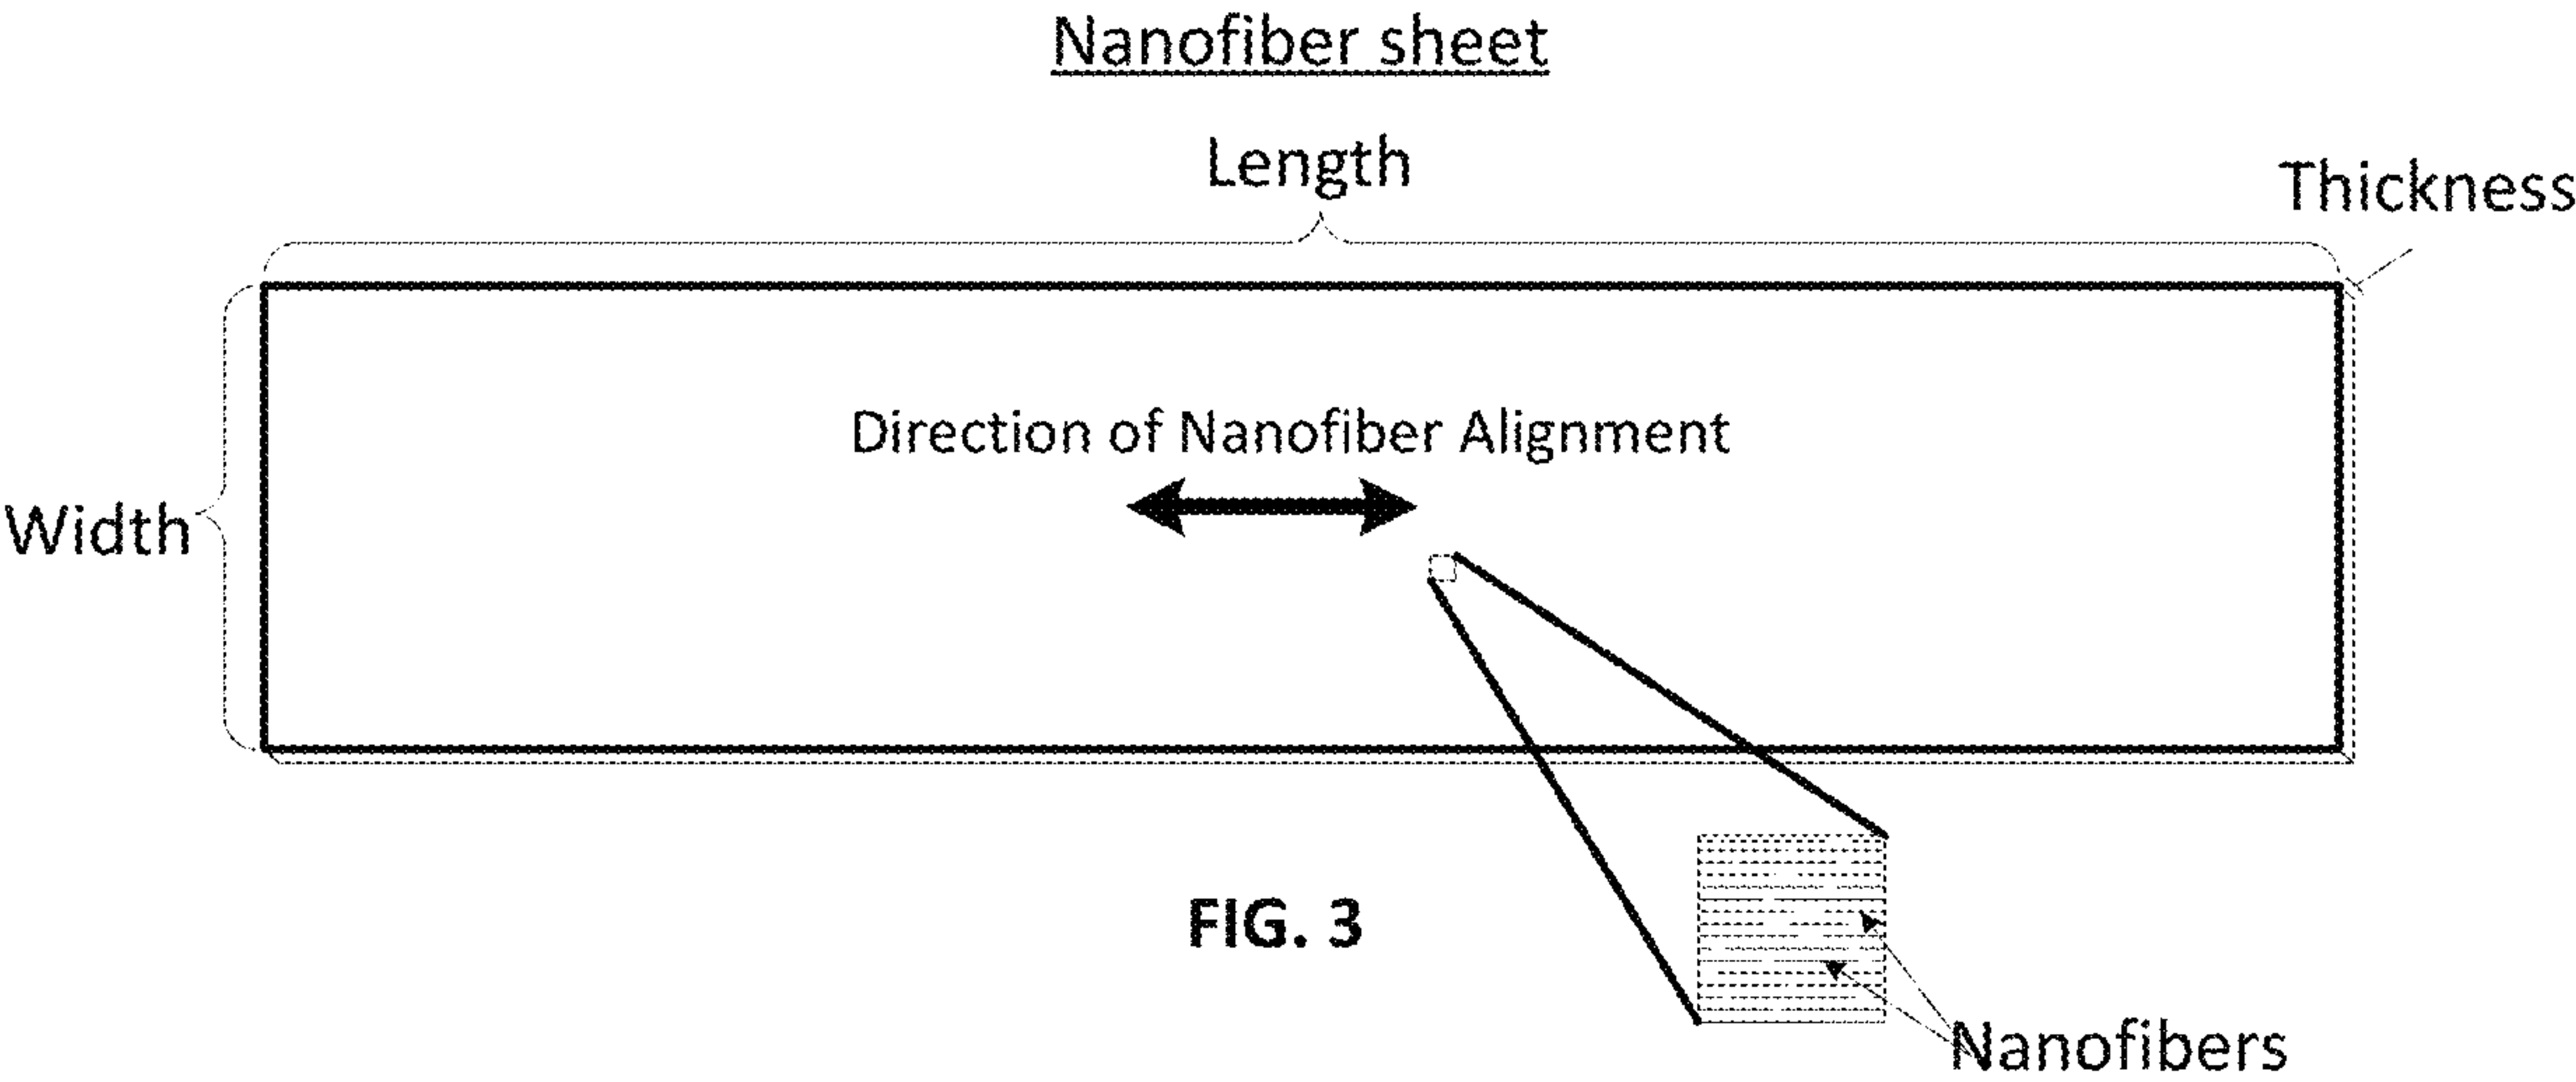 Nanofiber sheet
Length
Thickness
Direction of Nanofiber Alignment
Width
FIG. 3
Nanofibers